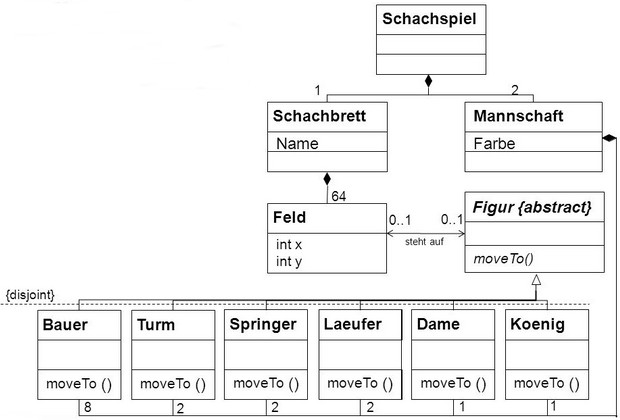 Schachspiel
1 2
Schachbrett Mannschaft
Name Farbe
64
Feld 0..1 0..1 Figur {abstract}
int x steht auf
int y moveTo()
{disjoint}
Bauer Turm Springer Laeufer Dame Koenig
moveTo () moveTo () moveTo () moveTo () moveTo () moveTo ()
8 2 2 2 1 1